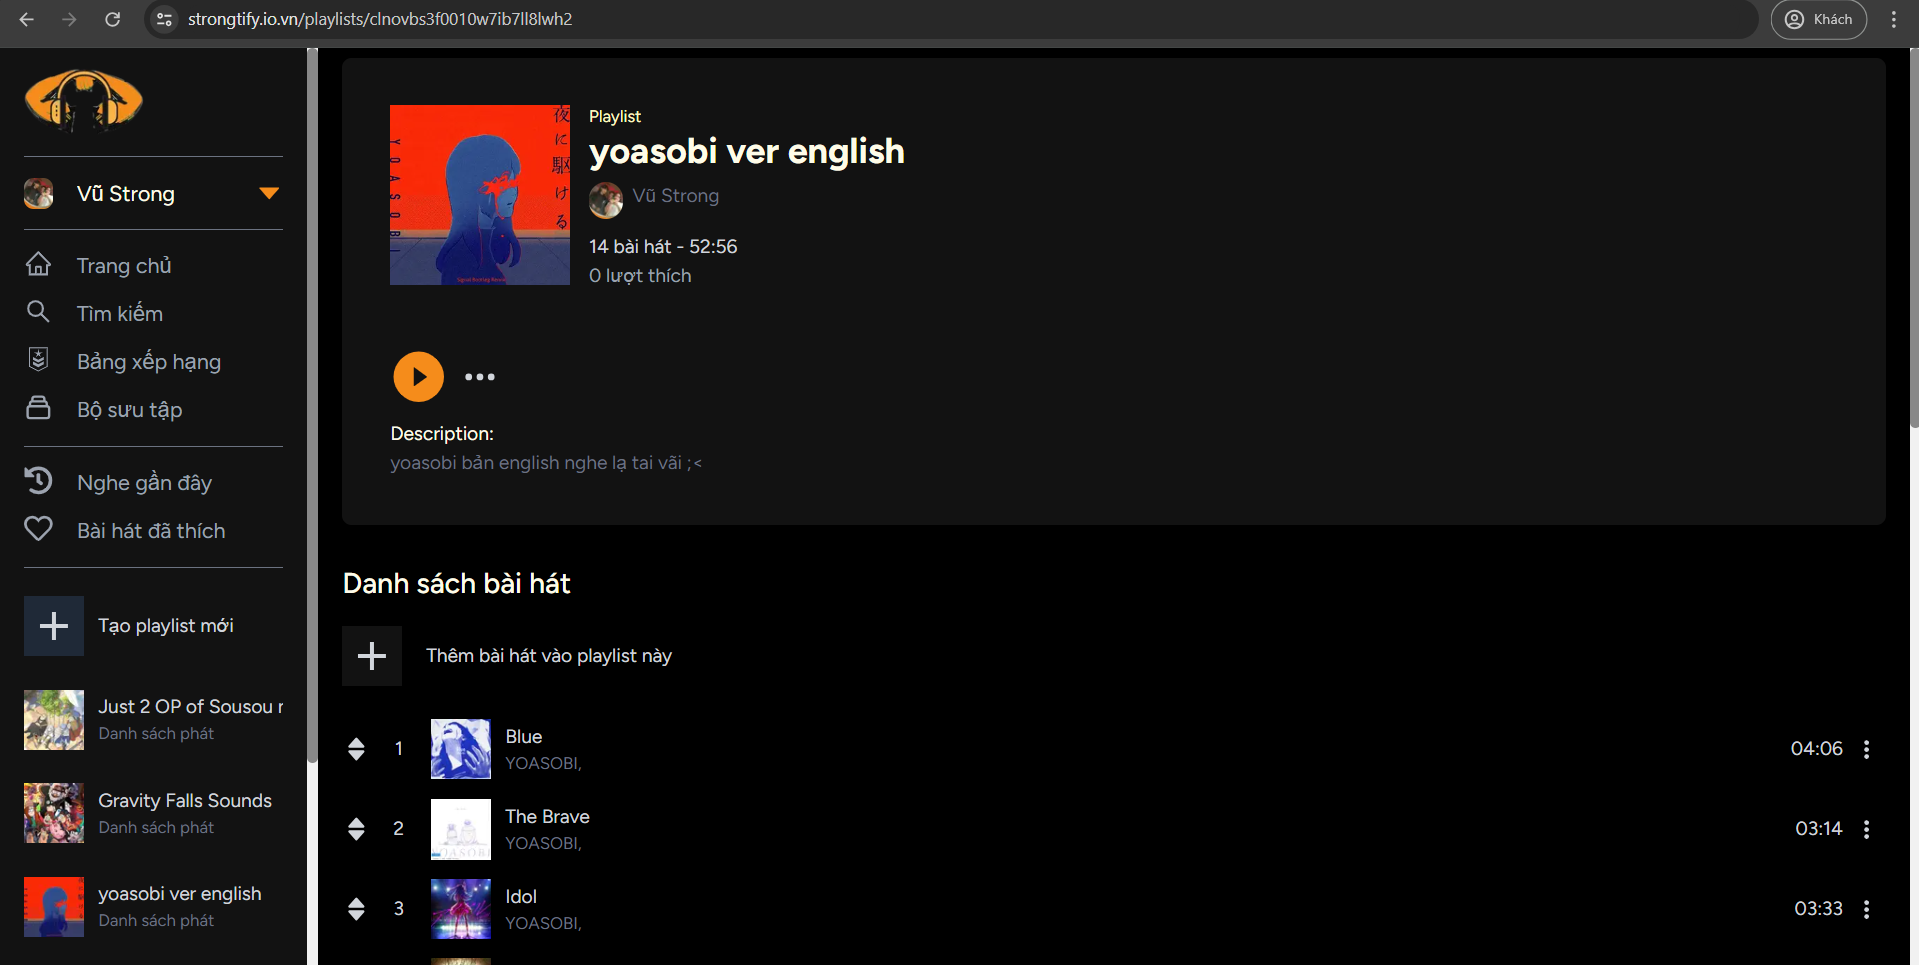 strongtify.io.vn/playlists/clnovbs3f0010w7ib7ll8lwh2
Khách
Vũ Strong
Trang chủ
Tìm kiếm
Bảng xếp hạng
Bộ sưu tập
Nghe gần đây
Bài hát đã thích
Tạo playlist mới
Just 2 OP of Sousou r
Danh sách phát
Gravity Falls Sounds
Danh sách phát
yoasobi ver english
Danh sách phát
夜に駆ける
YOASOBI
Playlist
yoasobi ver english
Vũ Strong
14 bài hát - 52:56
0 lượt thích
Description:
yoasobi bản english nghe lạ tai vãi ;<
Danh sách bài hát
Thêm bài hát vào playlist này
1
Blue
YOASOBI,
04:06
2
The Brave
YOASOBI,
03:14
3
Idol
YOASOBI,
03:33